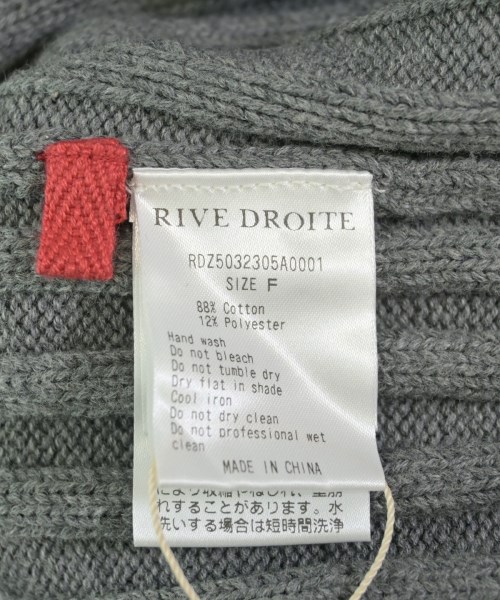 RIVE DROITE
RDZ5032305A0001
SIZE F
88% Cotton
12% Polyester
Hand wash
Do not bleach
Do not tumble dry
Dry flat in shade
Cool iron
Do not dry clean
Do not professional wet
clean
MADE IN CHINA
れすることがあります。水
洗いする場合は短時間洗浄